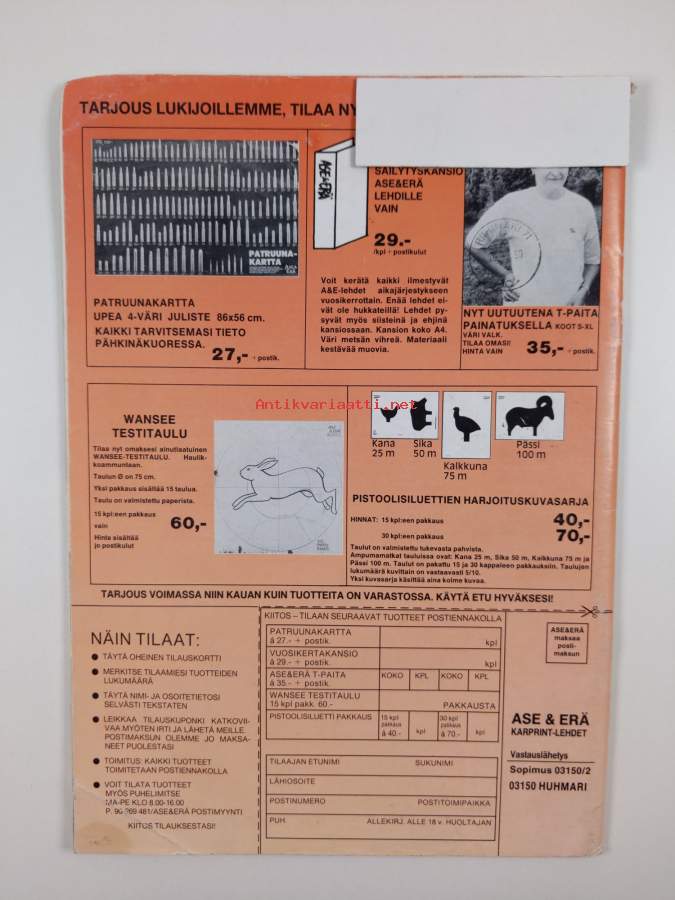 TARJOUS LUKIJOILLEMME, TILAA NY
PATRUUNA-
KARTTA
PATRUUNAKARTTA
UPEA 4-VÄRI JULISTE 86x56 cm.
KAIKKI TARVITSEMASI TIETO
PÄHKINÄKUORESSA.
27,- + postik.
ASE&ERÄ
SÄILYTYSKANSIO
ASE&ERÄ
LEHDILLE
VAIN
29.-
/kpl + postikulut
Voit kerätä kaikki ilmestyvät
A&E-lehdet aikajärjestykseen
vuosikerrottain. Enää lehdet ei-
vät ole hukkateillä! Lehdet py-
syvät myös siisteinä ja ehjinä
kansiossaan. Kansion koko A4.
Väri metsän vihreä. Materiaali
kestävää muovia.
NYT UUTUUTENA T-PAITA
PAINATUKSELLA KOOT S-XL
VÄRI VALK.
TILAA OMASI!
HINTA VAIN 35,- + postik.
Antikvariaatti.net
WANSEE
TESTITAULU
Tilaa nyt omaksesi ainutlaatuinen
WANSEE-TESTITAULU. Haulik-
koammuntaan.
Taulun Ø on 75 cm.
Yksi pakkaus sisältää 15 taulua.
Taulu on valmistettu paperista.
15 kpl:een pakkaus
vain 60,-
Hinta sisältää
jo postikulut
Kana
25 m
Sika
50 m
Kalkkuna
75 m
Pässi
100 m
PISTOOLISILUETTIEN HARJOITUSKUVASARJA
HINNAT: 15 kpl:een pakkaus 40,-
30 kpl:een pakkaus 70,-
Taulut on valmistettu tukevasta pahvista.
Ampumamatkat tauluissa ovat: Kana 25 m, Sika 50 m, Kalkkuna 75 m ja
Pässi 100 m. Taulut on pakattu 15 ja 30 kappaleen pakkauksiin. Taulujen
lukumäärä kuvittain on vastaavasti 5/10.
Yksi kuvasarja käsittää aina kolme kuvaa.
TARJOUS VOIMASSA NIIN KAUAN KUIN TUOTTEITA ON VARASTOSSA. KÄYTÄ ETU HYVÄKSESI!
NÄIN TILAAT:
TÄYTÄ OHEINEN TILAUSKORTTI
MERKITSE TILAAMIESI TUOTTEIDEN
LUKUMÄÄRÄ
TÄYTÄ NIMI- JA OSOITETIETOSI
SELVÄSTI TEKSTATEN
LEIKKAA TILAUSKUPONKI KATKOVII-
VAA MYÖTEN IRTI JA LÄHETÄ MEILLE.
POSTIMAKSUN OLEMME JO MAKSA-
NEET PUOLESTASI
TOIMITUS: KAIKKI TUOTTEET
TOIMITETAAN POSTIENNAKOLLA
VOIT TILATA TUOTTEET
MYÖS PUHELIMITSE
MA-PE KLO 8.00-16.00
P. 90-269 481/ASE&ERÄ POSTIMYYNTI
KIITOS TILAUKSESTASI!
KIITOS – TILAAN SEURAAVAT TUOTTEET POSTIENNAKOLLA
PATRUUNAKARTTA
á 27.- + postik. kpl
VUOSIKERTAKANSIO
á 29.- + postik. kpl
ASE&ERÄ T-PAITA
á 35.- + postik. KOKO KPL KOKO KPL
WANSEE TESTITAULU
15 kpl pakk. 60.- PAKKAUSTA
PISTOOLISILUETTI PAKKAUS 15 kpl pakkaus á 40.- kpl 30 kpl pakkaus á 70.- kpl
TILAAJAN ETUNIMI SUKUNIMI
LÄHIOSOITE
POSTINUMERO POSTITOIMIPAIKKA
PUH. ALLEKIRJ. ALLE 18 v. HUOLTAJAN
ASE&ERÄ
maksaa
posti-
maksun
ASE & ERÄ
KARPRINT-LEHDET
Vastauslähetys
Sopimus 03150/2
03150 HUHMARI